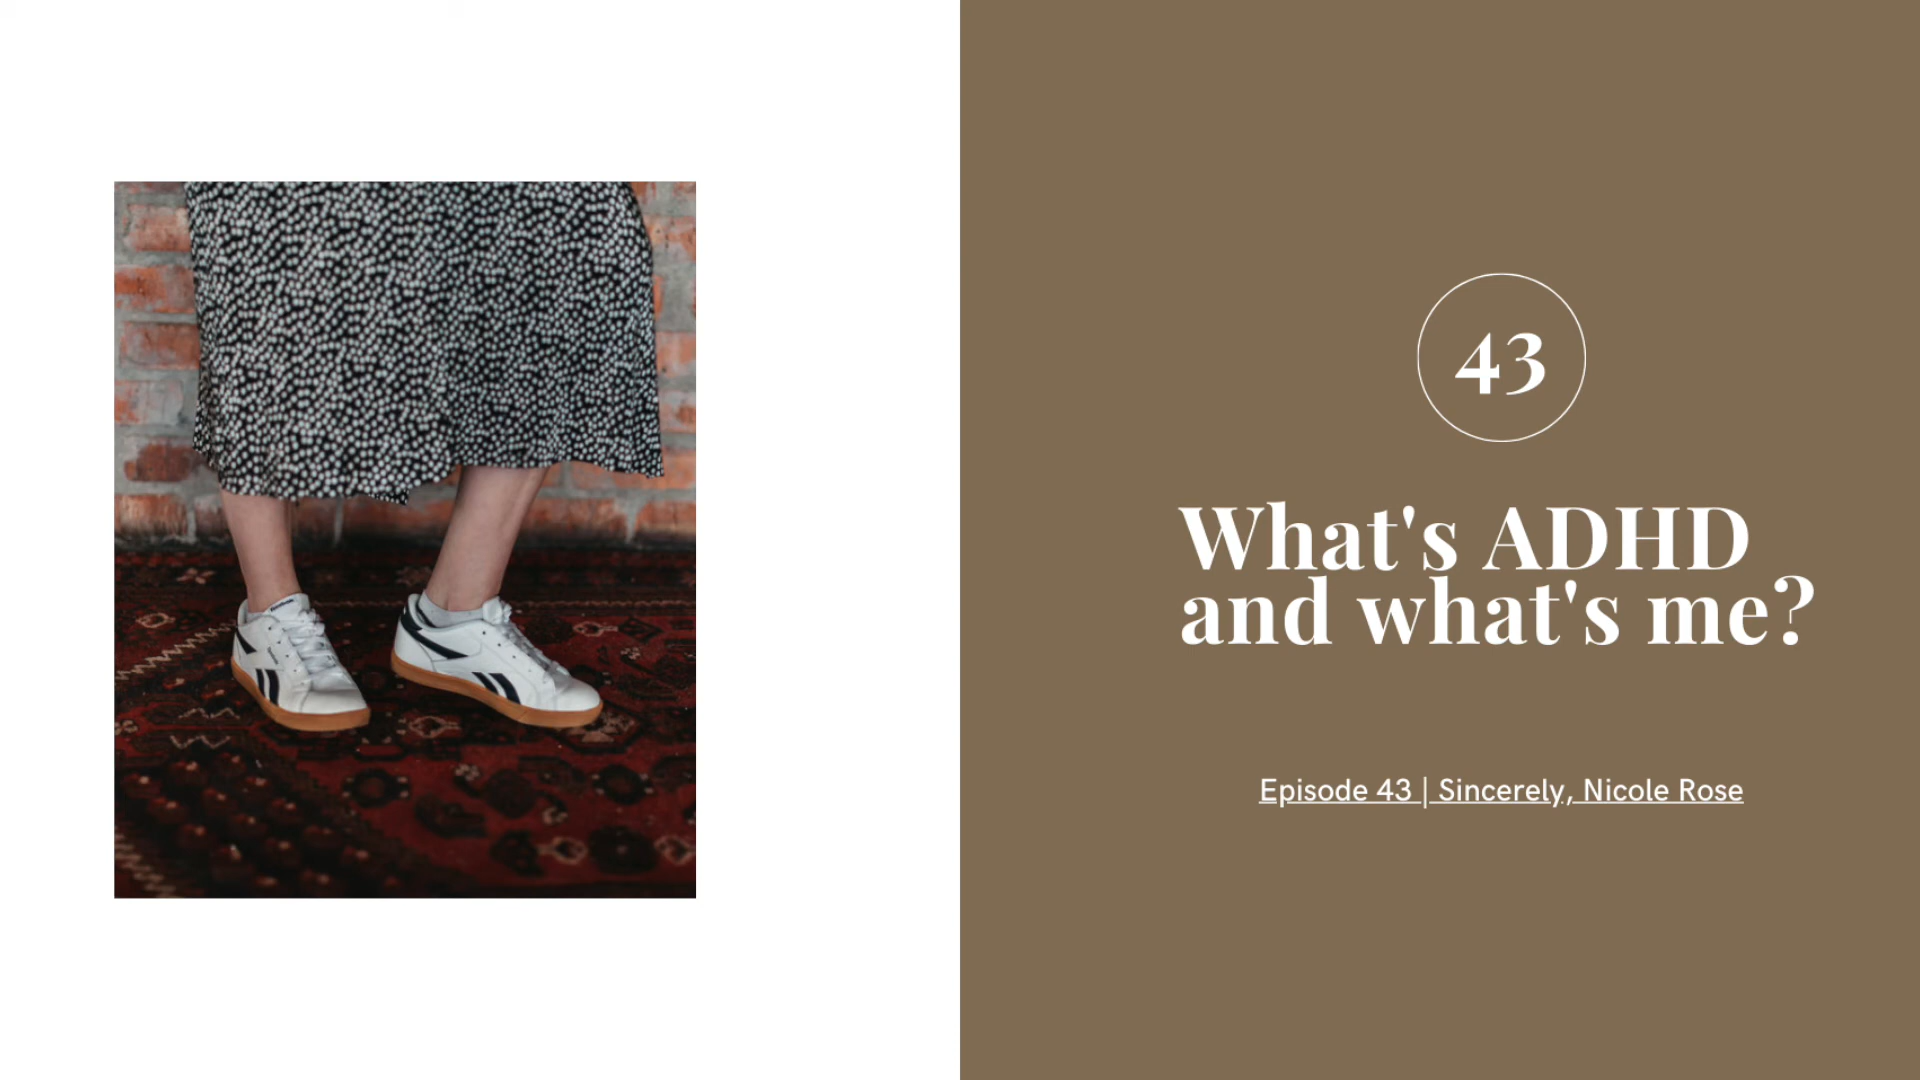 43
What's ADHD
and what's me?
Episode 43 | Sincerely, Nicole Rose